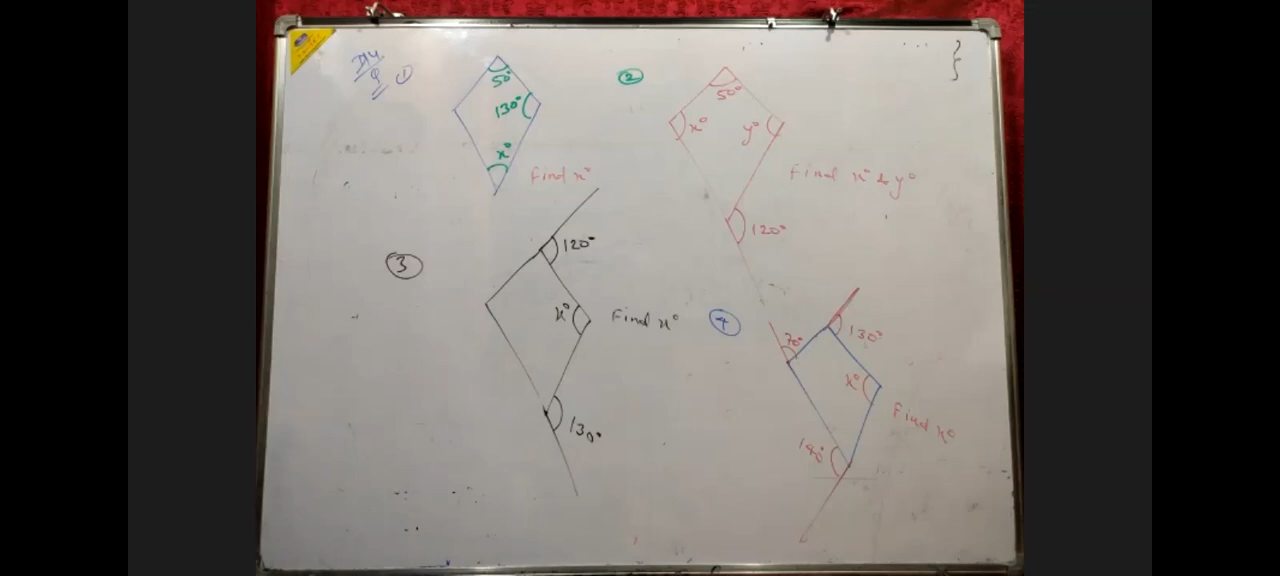 ①
50°
130°
x°
Find x°
②
50°
x°
y°
Find x° & y°
120°
③
120°
x°
Find x°
130°
④
70°
130°
x°
Find x°
140°